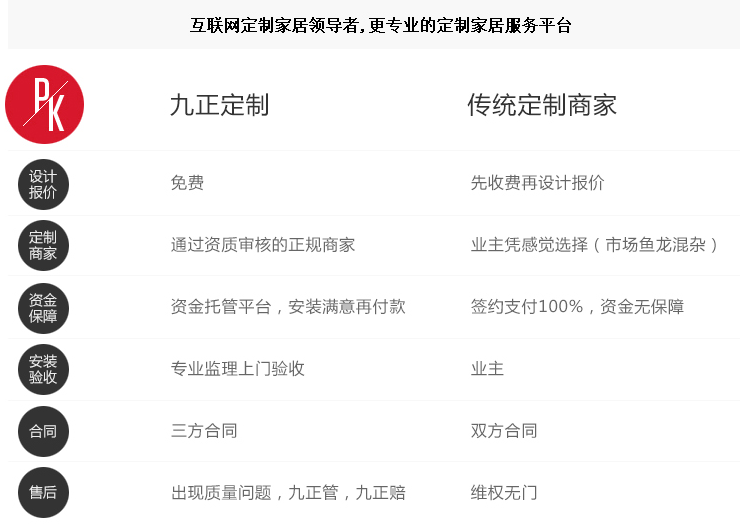 互联网定制家居领导者,更专业的定制家居服务平台
PK 九正定制 传统定制商家
设计报价 免费 先收费再设计报价
定制商家 通过资质审核的正规商家 业主凭感觉选择（市场鱼龙混杂）
资金保障 资金托管平台，安装满意再付款 签约支付100%，资金无保障
安装验收 专业监理上门验收 业主
合同 三方合同 双方合同
售后 出现质量问题，九正管，九正赔 维权无门